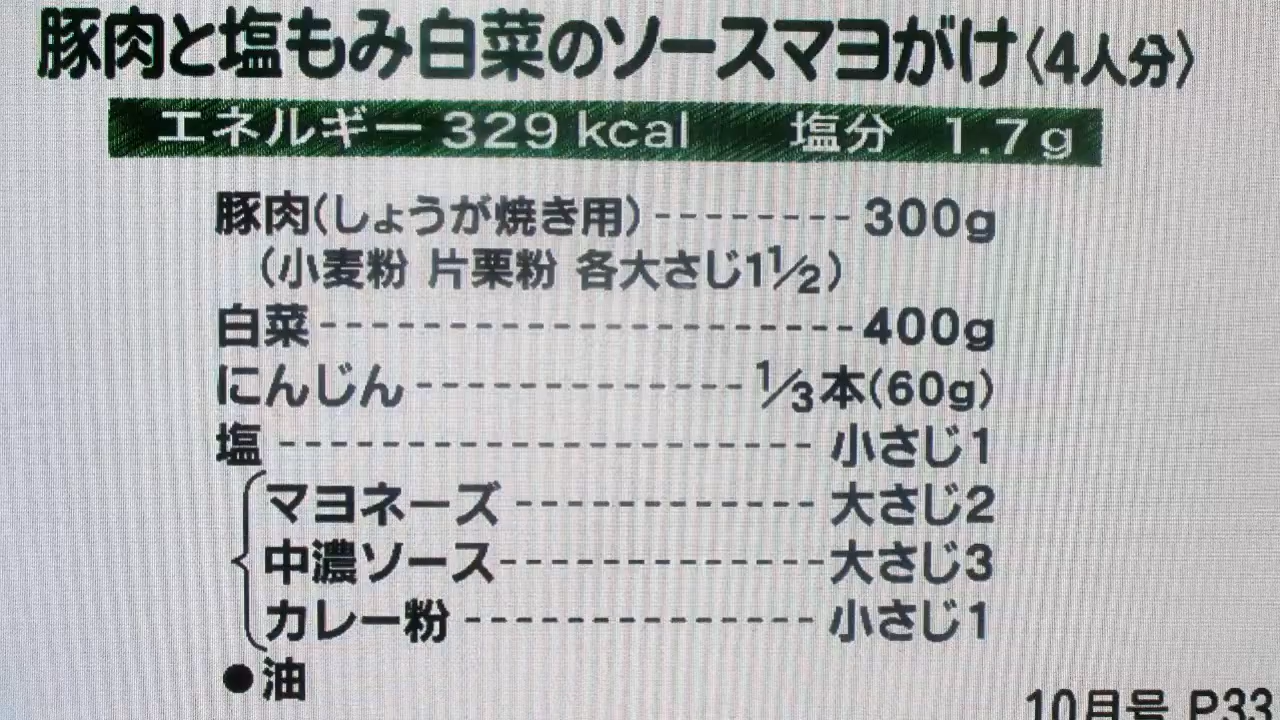 豚肉と塩もみ白菜のソースマヨがけ〈4人分〉
エネルギー 329 kcal 塩分 1.7g
豚肉(しょうが焼き用) -------- 300g
(小麦粉 片栗粉 各大さじ1½)
白菜 --------------------- 400g
にんじん ------------- ⅓本(60g)
塩 --------------------- 小さじ1
マヨネーズ ------------ 大さじ2
中濃ソース ------------- 大さじ3
カレー粉 -------------- 小さじ1
●油
10月号 P33